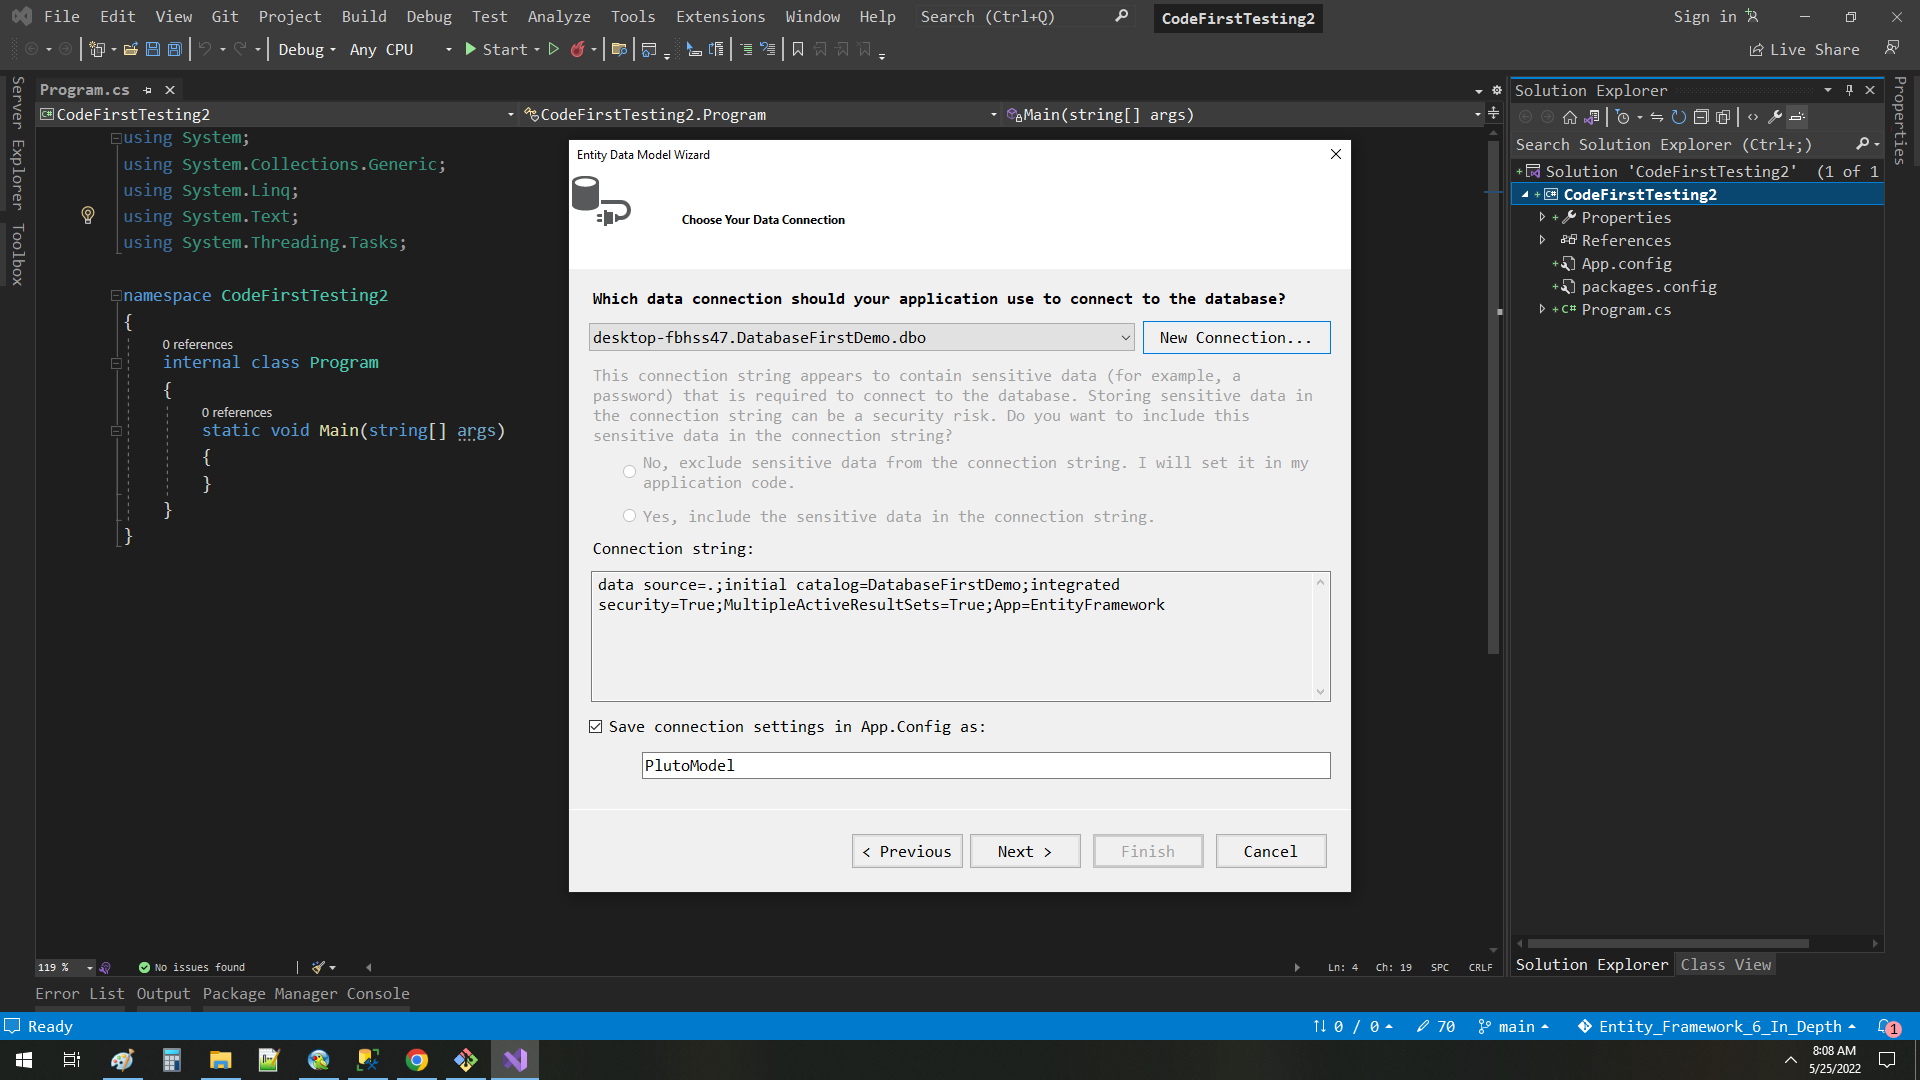 File Edit View Git Project Build Debug Test Analyze Tools Extensions Window Help Search (Ctrl+Q) CodeFirstTesting2 Sign in
Debug Any CPU Start Live Share
Server Explorer
Toolbox
Program.cs
CodeFirstTesting2 CodeFirstTesting2.Program Main(string[] args)
using System;
using System.Collections.Generic;
using System.Linq;
using System.Text;
using System.Threading.Tasks;
namespace CodeFirstTesting2
{
0 references
internal class Program
{
0 references
static void Main(string[] args)
{
}
}
}
Entity Data Model Wizard
Choose Your Data Connection
Which data connection should your application use to connect to the database?
desktop-fbhss47.DatabaseFirstDemo.dbo New Connection...
This connection string appears to contain sensitive data (for example, a
password) that is required to connect to the database. Storing sensitive data in
the connection string can be a security risk. Do you want to include this
sensitive data in the connection string?
No, exclude sensitive data from the connection string. I will set it in my
application code.
Yes, include the sensitive data in the connection string.
Connection string:
data source=.;initial catalog=DatabaseFirstDemo;integrated
security=True;MultipleActiveResultSets=True;App=EntityFramework
Save connection settings in App.Config as:
PlutoModel
< Previous Next > Finish Cancel
Solution Explorer
Search Solution Explorer (Ctrl+;)
Solution 'CodeFirstTesting2' (1 of 1
CodeFirstTesting2
Properties
References
App.config
packages.config
Program.cs
Solution Explorer Class View
Properties
119 % No issues found Ln: 4 Ch: 19 SPC CRLF
Error List Output Package Manager Console
Ready 0 / 0 70 main Entity_Framework_6_In_Depth 1
8:08 AM
5/25/2022